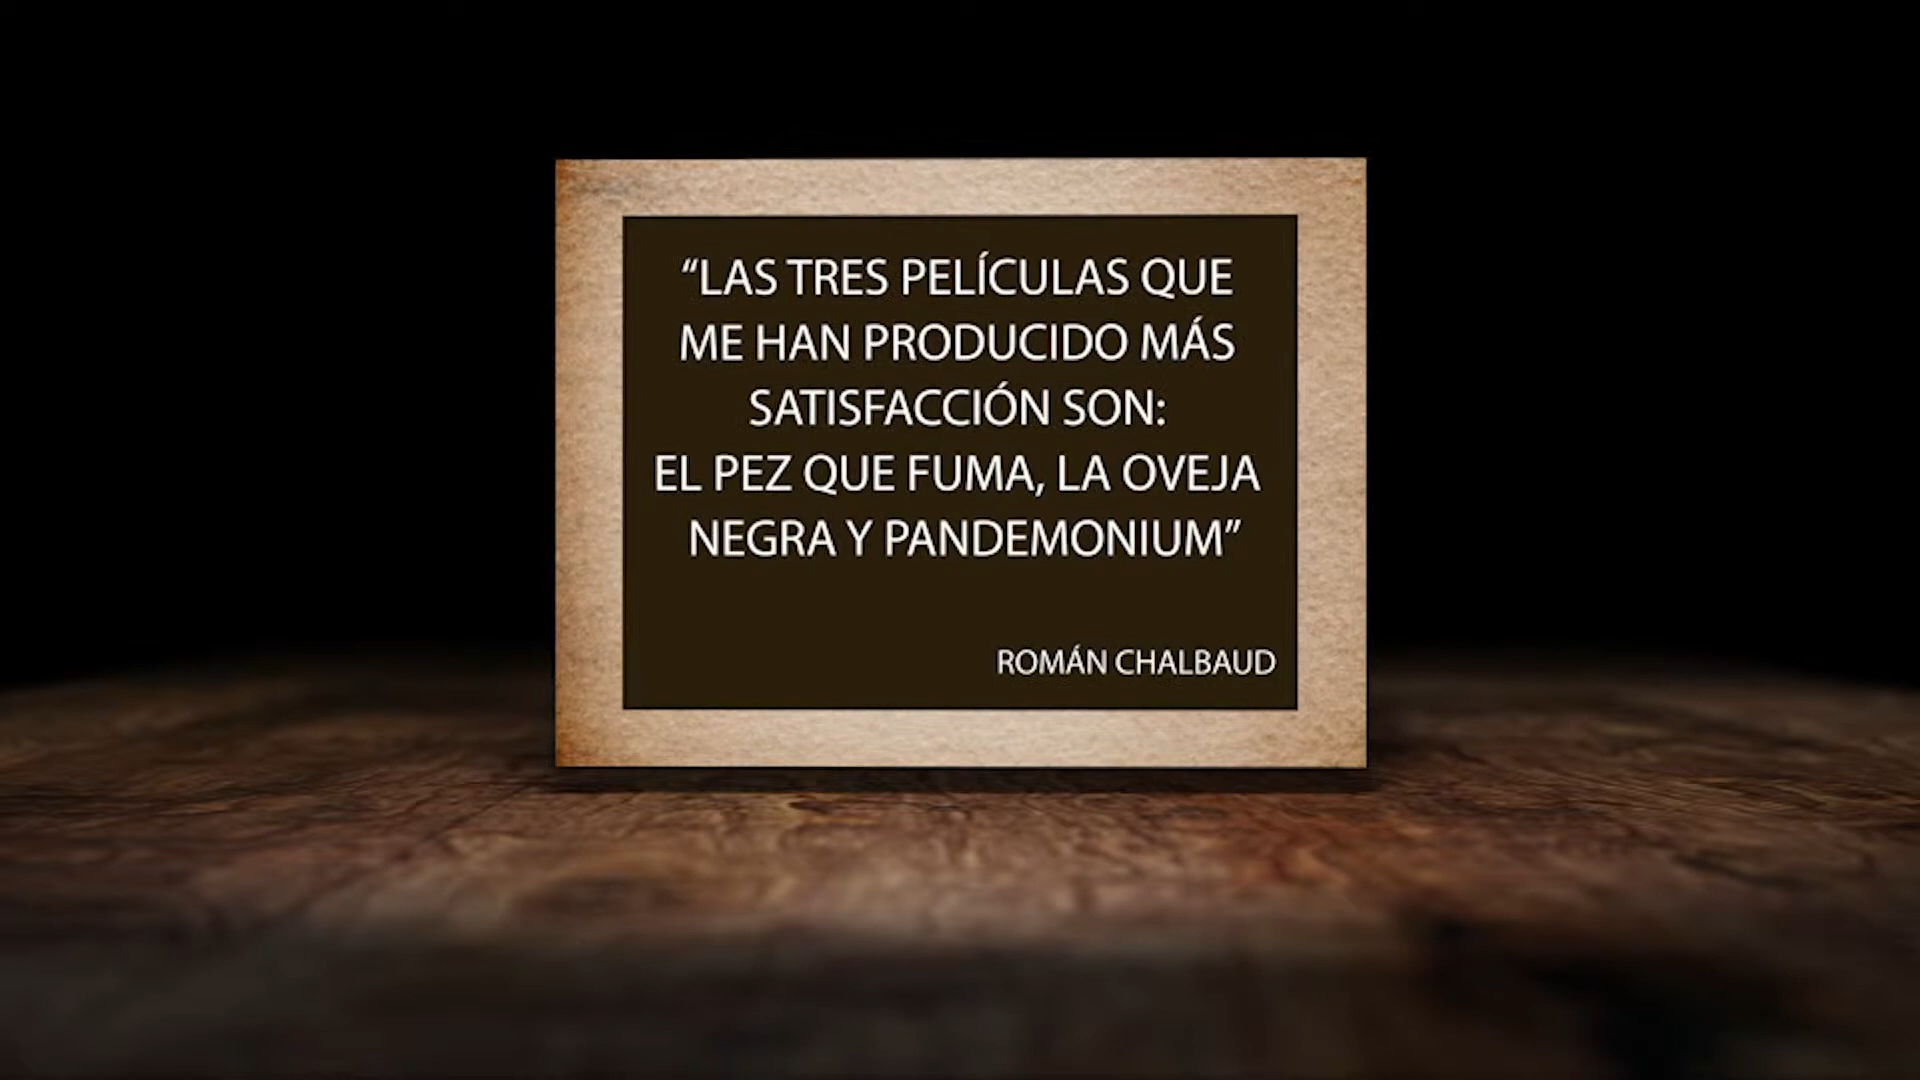 “LAS TRES PELÍCULAS QUE
ME HAN PRODUCIDO MÁS
SATISFACCIÓN SON:
EL PEZ QUE FUMA, LA OVEJA
NEGRA Y PANDEMONIUM”
ROMÁN CHALBAUD